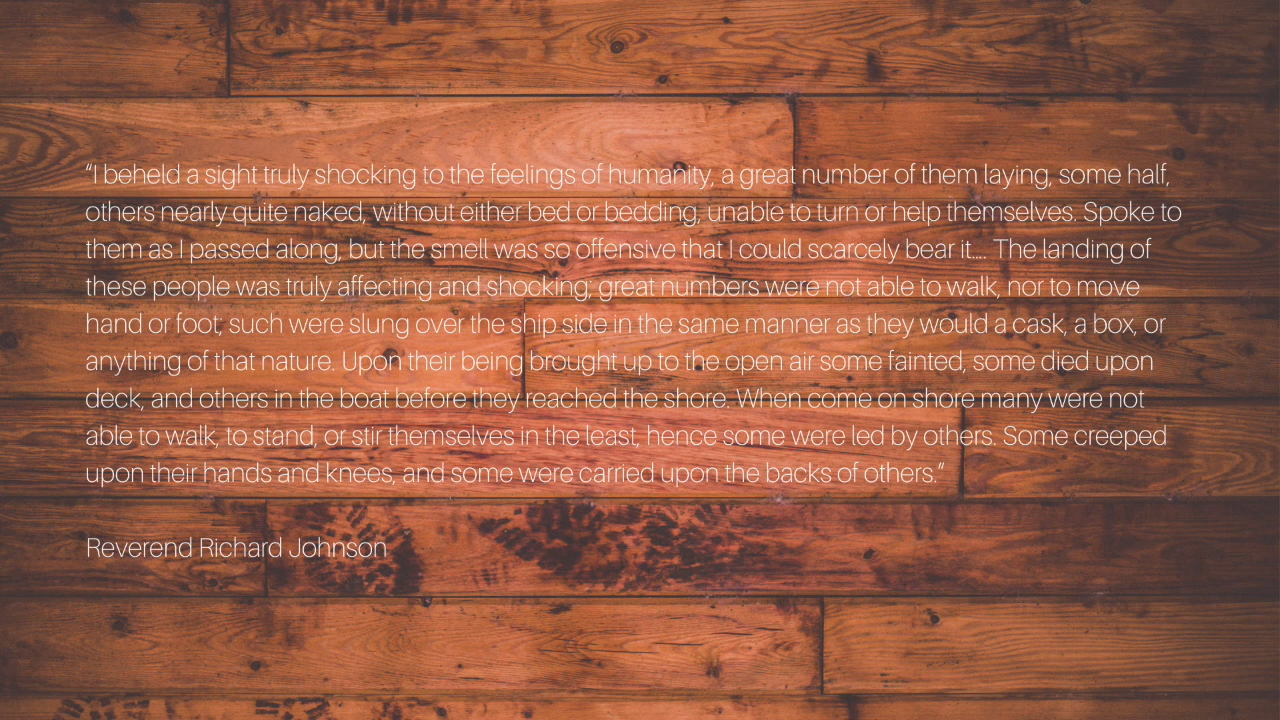 “I beheld a sight truly shocking to the feelings of humanity, a great number of them laying, some half,
others nearly quite naked, without either bed or bedding, unable to turn or help themselves. Spoke to
them as I passed along, but the smell was so offensive that I could scarcely bear it.... The landing of
these people was truly affecting and shocking; great numbers were not able to walk, nor to move
hand or foot; such were slung over the ship side in the same manner as they would a cask, a box, or
anything of that nature. Upon their being brought up to the open air some fainted, some died upon
deck, and others in the boat before they reached the shore. When come on shore many were not
able to walk, to stand, or stir themselves in the least, hence some were led by others. Some creeped
upon their hands and knees, and some were carried upon the backs of others.”
Reverend Richard Johnson